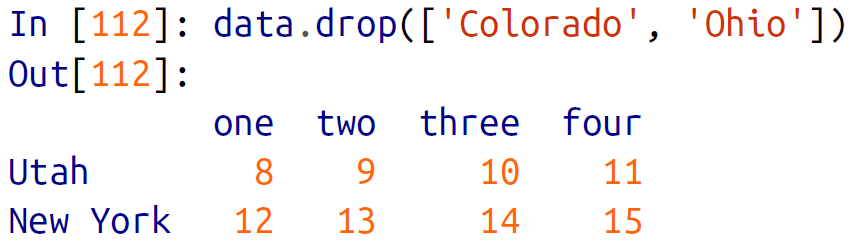 In [112]: data.drop(['Colorado', 'Ohio'])
Out[112]:
one two three four
Utah 8 9 10 11
New York 12 13 14 15